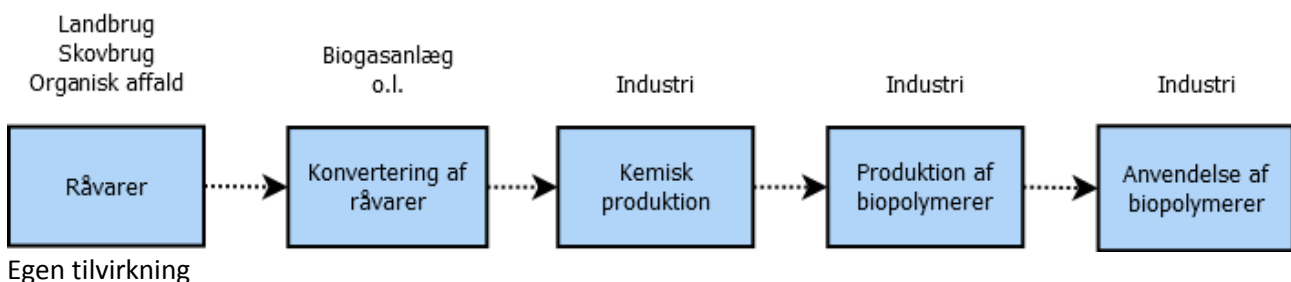 Landbrug
Skovbrug
Organisk affald
Biogasanlæg
o.l.
Industri
Industri
Industri
Råvarer
Konvertering af
råvarer
Kemisk
produktion
Produktion af
biopolymerer
Anvendelse af
biopolymerer
Egen tilvirkning